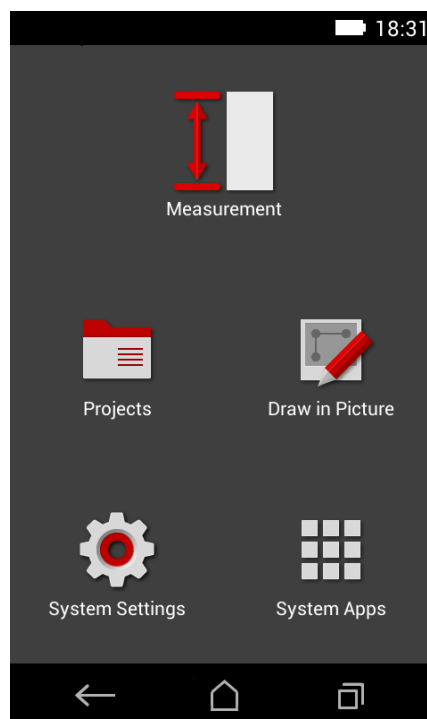 18:31
Measurement
Projects
Draw in Picture
System Settings
System Apps